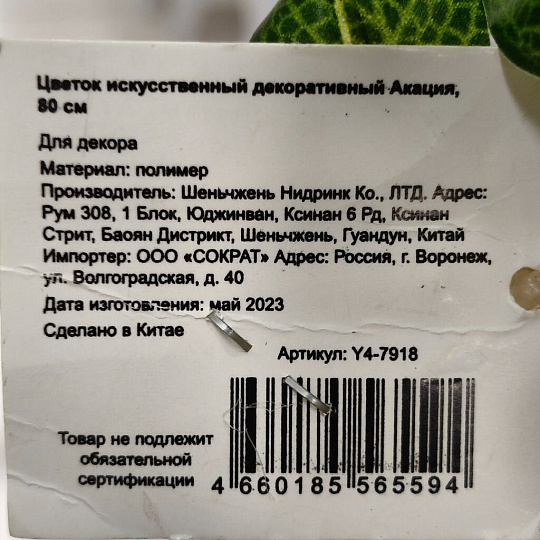 Цветок искусственный декоративный Акация,
80 см
Для декора
Материал: полимер
Производитель: Шеньчжень Нидринк Ко., ЛТД. Адрес:
Рум 308, 1 Блок, Юджинван, Ксинан 6 Рд, Ксинан
Стрит, Баоян Дистрикт, Шеньчжень, Гуандун, Китай
Импортер: ООО «СОКРАТ» Адрес: Россия, г. Воронеж,
ул. Волгоградская, д. 40
Дата изготовления: май 2023
Сделано в Китае
Артикул: Y4-7918
Товар не подлежит
обязательной
сертификации
4 660185 565594